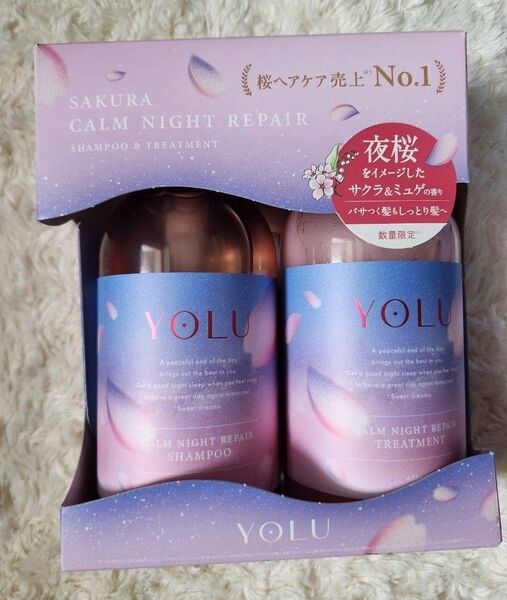 SAKURA
CALM NIGHT REPAIR
SHAMPOO & TREATMENT
桜ヘアケア売上※1 No.1
夜桜
をイメージした
サクラ&ミュゲの香り
パサつく髪もしっとり髪へ
数量限定
YOLU
A peaceful end of the day
brings out the best in you.
Get a good night sleep when you feel tired
to have a great day again tomorrow.
Sweet dreams.
CALM NIGHT REPAIR
SHAMPOO
YOLU
A peaceful end of the day
brings out the best in you.
Get a good night sleep when you feel tired
to have a great day again tomorrow.
Sweet dreams.
CALM NIGHT REPAIR
TREATMENT
YOLU